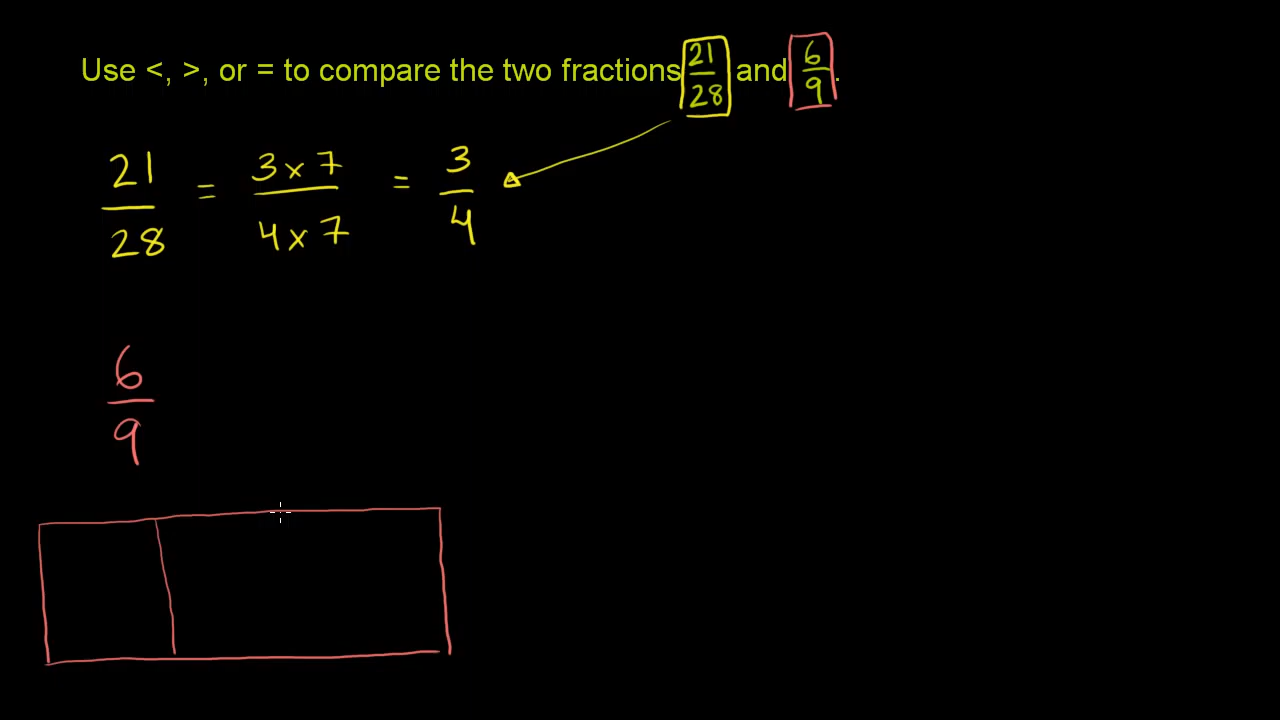 Use <, >, or = to compare the two fractions 21/28 and 6/9.
21/28 = 3 x 7/4 x 7 = 3/4
6/9